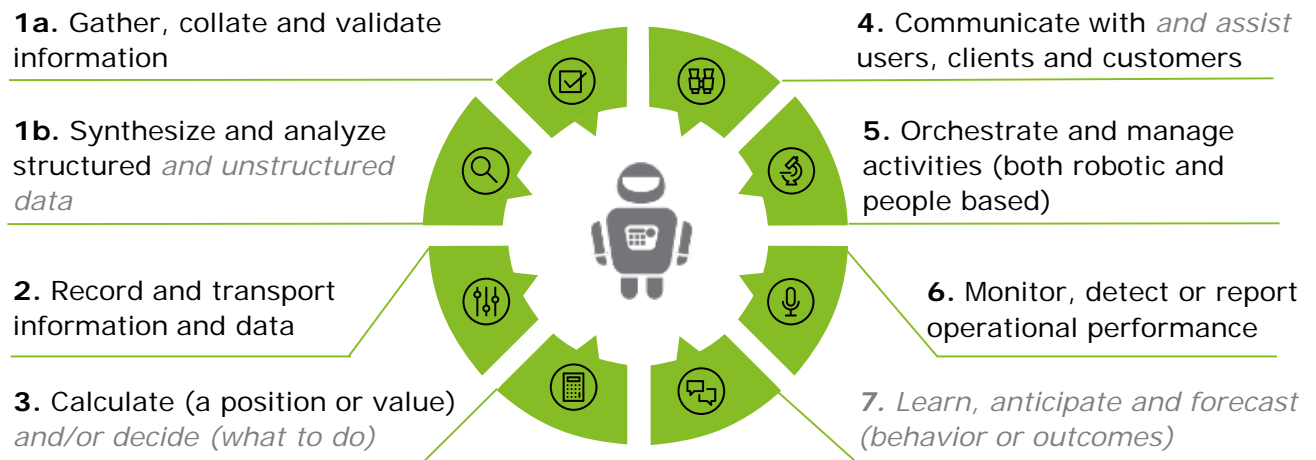 1a. Gather, collate and validate
information
1b. Synthesize and analyze
structured and unstructured
data
2. Record and transport
information and data
3. Calculate (a position or value)
and/or decide (what to do)
4. Communicate with and assist
users, clients and customers
5. Orchestrate and manage
activities (both robotic and
people based)
6. Monitor, detect or report
operational performance
7. Learn, anticipate and forecast
(behavior or outcomes)